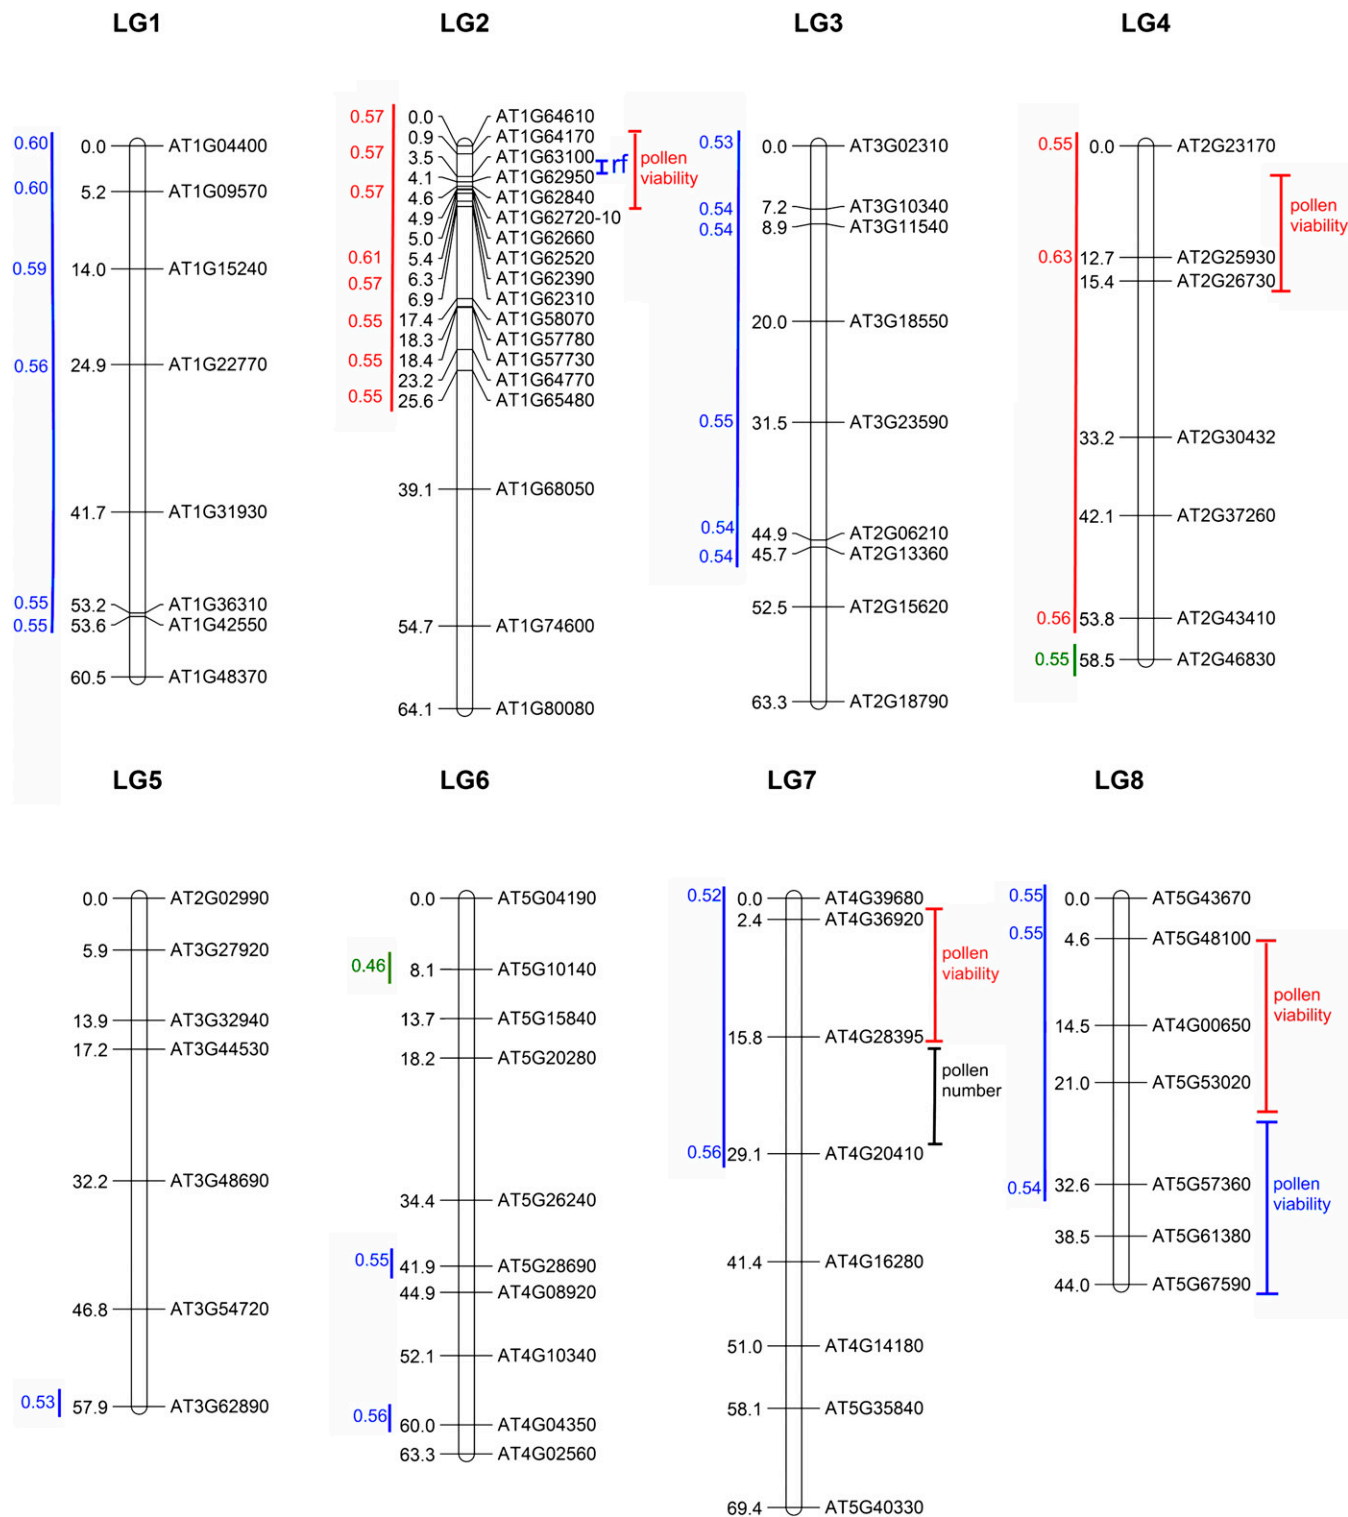 LG1
0.60
0.0 AT1G04400
0.60
5.2 AT1G09570
0.59
14.0 AT1G15240
0.56
24.9 AT1G22770
41.7 AT1G31930
0.55
53.2 AT1G36310
0.55
53.6 AT1G42550
60.5 AT1G48370
LG2
0.57
0.0 AT1G64610
0.9 AT1G64170
0.57
3.5 AT1G63100
4.1 AT1G62950
0.57
4.6 AT1G62840
4.9 AT1G62720-10
5.0 AT1G62660
0.61
5.4 AT1G62520
0.57
6.3 AT1G62390
6.9 AT1G62310
0.55
17.4 AT1G58070
18.3 AT1G57780
0.55
18.4 AT1G57730
23.2 AT1G64770
0.55
25.6 AT1G65480
39.1 AT1G68050
54.7 AT1G74600
64.1 AT1G80080
rf
pollen
viability
LG3
0.53
0.0 AT3G02310
0.54
7.2 AT3G10340
0.54
8.9 AT3G11540
20.0 AT3G18550
0.55
31.5 AT3G23590
0.54
44.9 AT2G06210
0.54
45.7 AT2G13360
52.5 AT2G15620
63.3 AT2G18790
LG4
0.55
0.0 AT2G23170
0.63
12.7 AT2G25930
15.4 AT2G26730
33.2 AT2G30432
42.1 AT2G37260
0.56
53.8 AT2G43410
0.55
58.5 AT2G46830
pollen
viability
LG5
0.0 AT2G02990
5.9 AT3G27920
13.9 AT3G32940
17.2 AT3G44530
32.2 AT3G48690
46.8 AT3G54720
0.53
57.9 AT3G62890
LG6
0.0 AT5G04190
0.46
8.1 AT5G10140
13.7 AT5G15840
18.2 AT5G20280
34.4 AT5G26240
0.55
41.9 AT5G28690
44.9 AT4G08920
52.1 AT4G10340
0.56
60.0 AT4G04350
63.3 AT4G02560
LG7
0.52
0.0 AT4G39680
2.4 AT4G36920
15.8 AT4G28395
0.56
29.1 AT4G20410
41.4 AT4G16280
51.0 AT4G14180
58.1 AT5G35840
69.4 AT5G40330
pollen
viability
pollen
number
LG8
0.55
0.0 AT5G43670
0.55
4.6 AT5G48100
14.5 AT4G00650
21.0 AT5G53020
0.54
32.6 AT5G57360
38.5 AT5G61380
44.0 AT5G67590
pollen
viability
pollen
viability